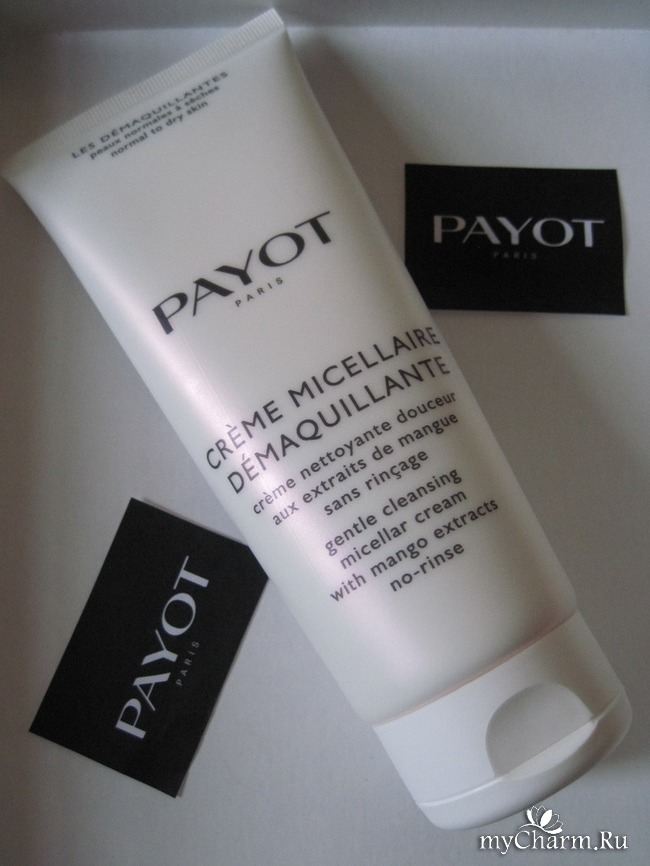 LES DÉMAQUILLANTES
peaux normales à sèches
normal to dry skin
PAYOT
PARIS
CRÈME MICELLAIRE
DÉMAQUILLANTE
crème nettoyante douceur
aux extraits de mangue
sans rinçage
gentle cleansing
micellar cream
with mango extracts
no-rinse
PAYOT
PARIS
PAYOT
PARIS
myCharm.Ru